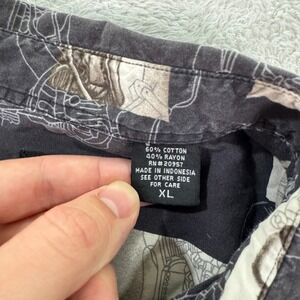 60% COTTON
40% RAYON
RN# 20957
MADE IN INDONESIA
SEE OTHER SIDE
FOR CARE
XL